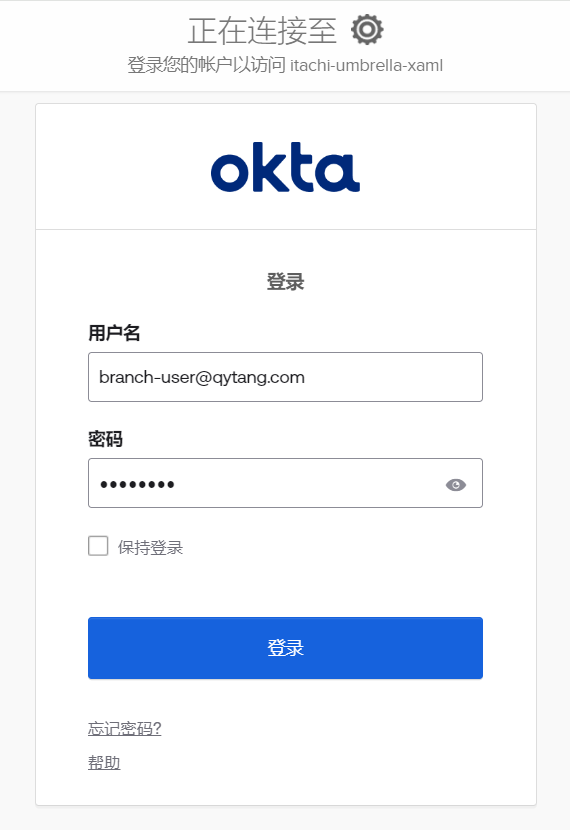 正在连接至
登录您的帐户以访问 itachi-umbrella-xaml
okta
登录
用户名
branch-user@qytang.com
密码
••••••••
保持登录
登录
忘记密码?
帮助